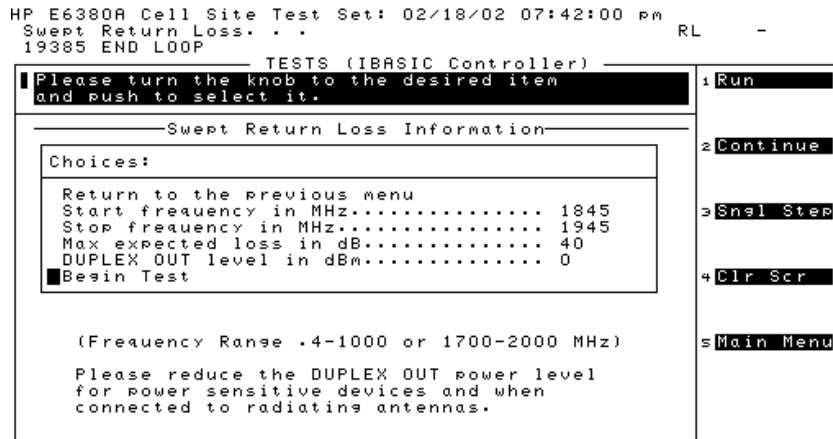 HP E6380A Cell Site Test Set: 02/18/02 07:42:00 pm
Swept Return Loss. . . RL -
19385 END LOOP
TESTS (IBASIC Controller)
Please turn the knob to the desired item
and push to select it.
Swept Return Loss Information
Choices:
Return to the previous menu
Start frequency in MHz................ 1845
Stop frequency in MHz................. 1945
Max expected loss in dB............... 40
DUPLEX OUT level in dBm............... 0
Begin Test
(Frequency Range .4-1000 or 1700-2000 MHz)
Please reduce the DUPLEX OUT power level
for power sensitive devices and when
connected to radiating antennas.
1 Run
2 Continue
3 Sngl Step
4 Clr Scr
5 Main Menu